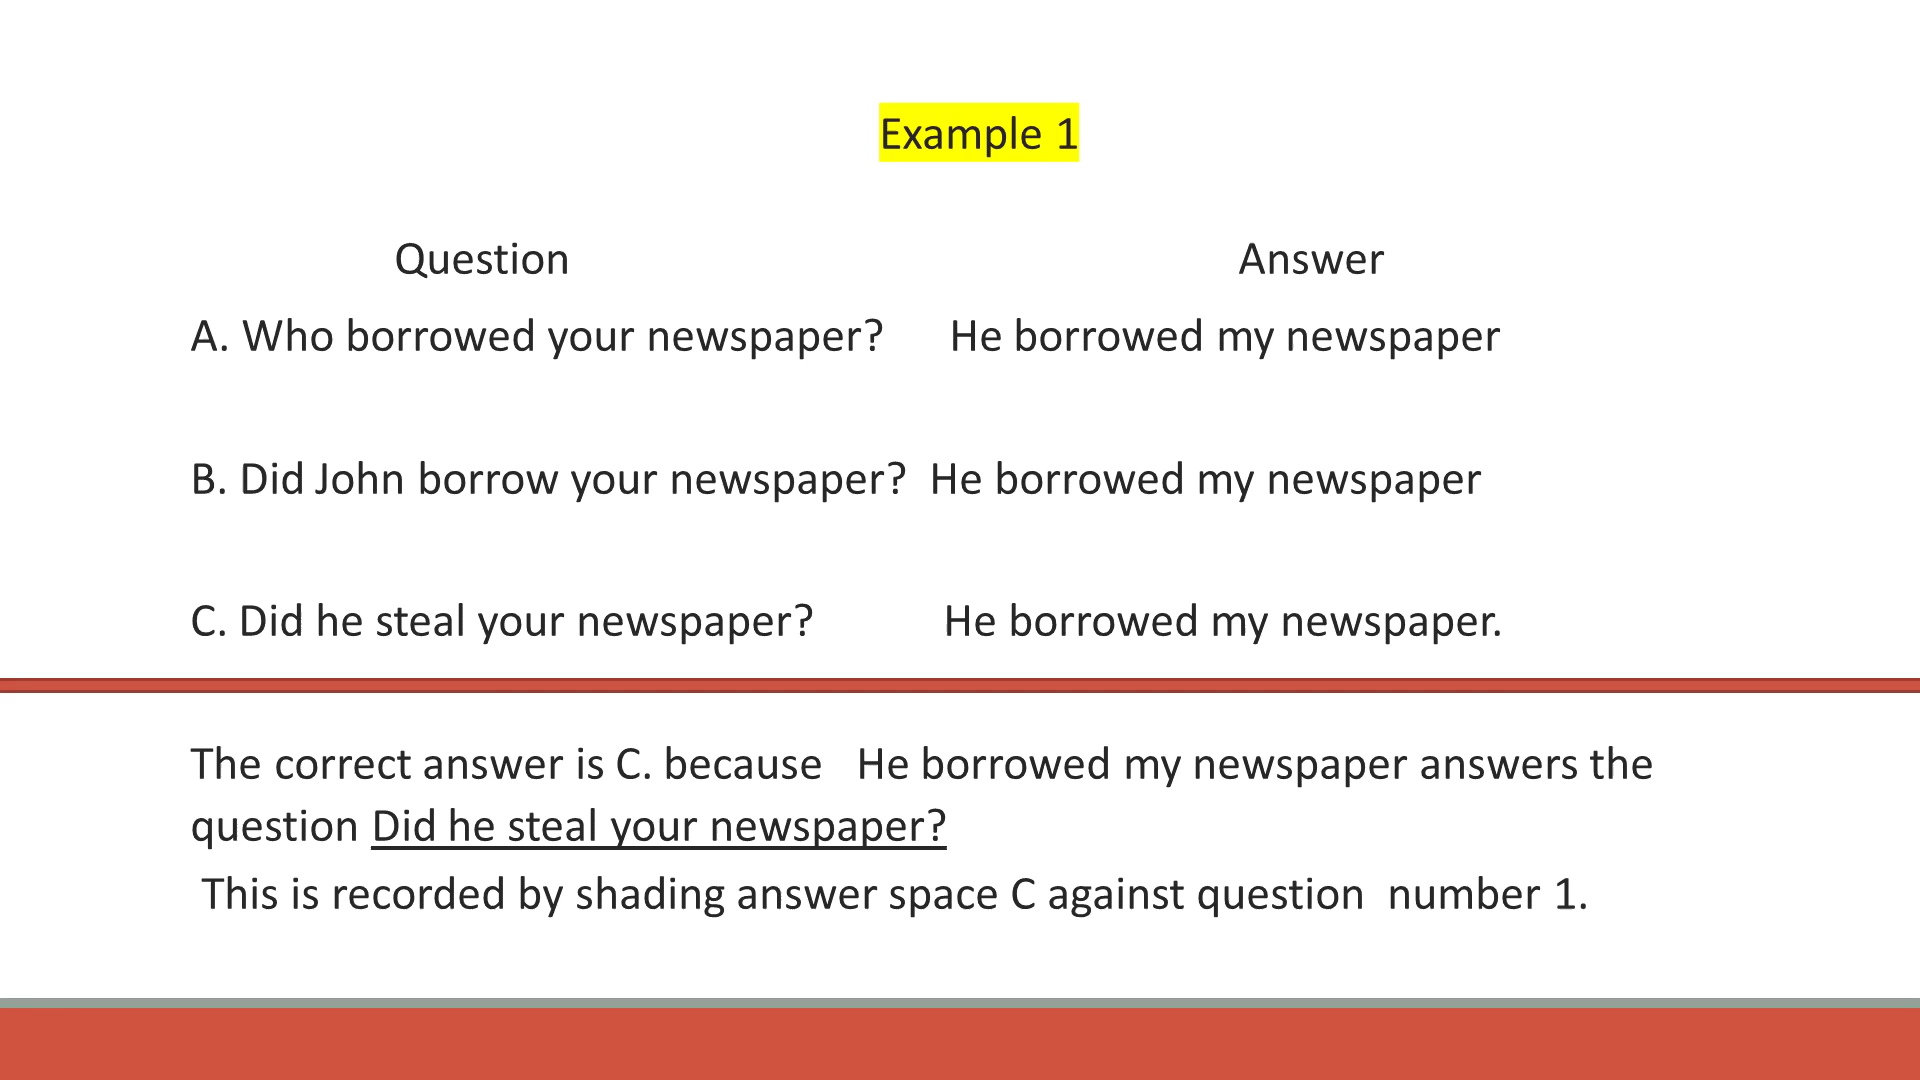 Example 1
Question Answer
A. Who borrowed your newspaper? He borrowed my newspaper
B. Did John borrow your newspaper? He borrowed my newspaper
C. Did he steal your newspaper? He borrowed my newspaper.
The correct answer is C. because He borrowed my newspaper answers the
question Did he steal your newspaper?
This is recorded by shading answer space C against question number 1.